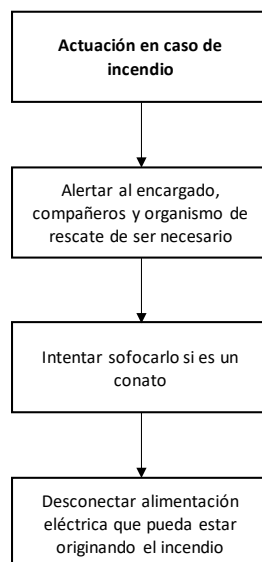 Actuación en caso de
incendio
Alertar al encargado,
compañeros y organismo de
rescate de ser necesario
Intentar sofocarlo si es un
conato
Desconectar alimentación
eléctrica que pueda estar
originando el incendio